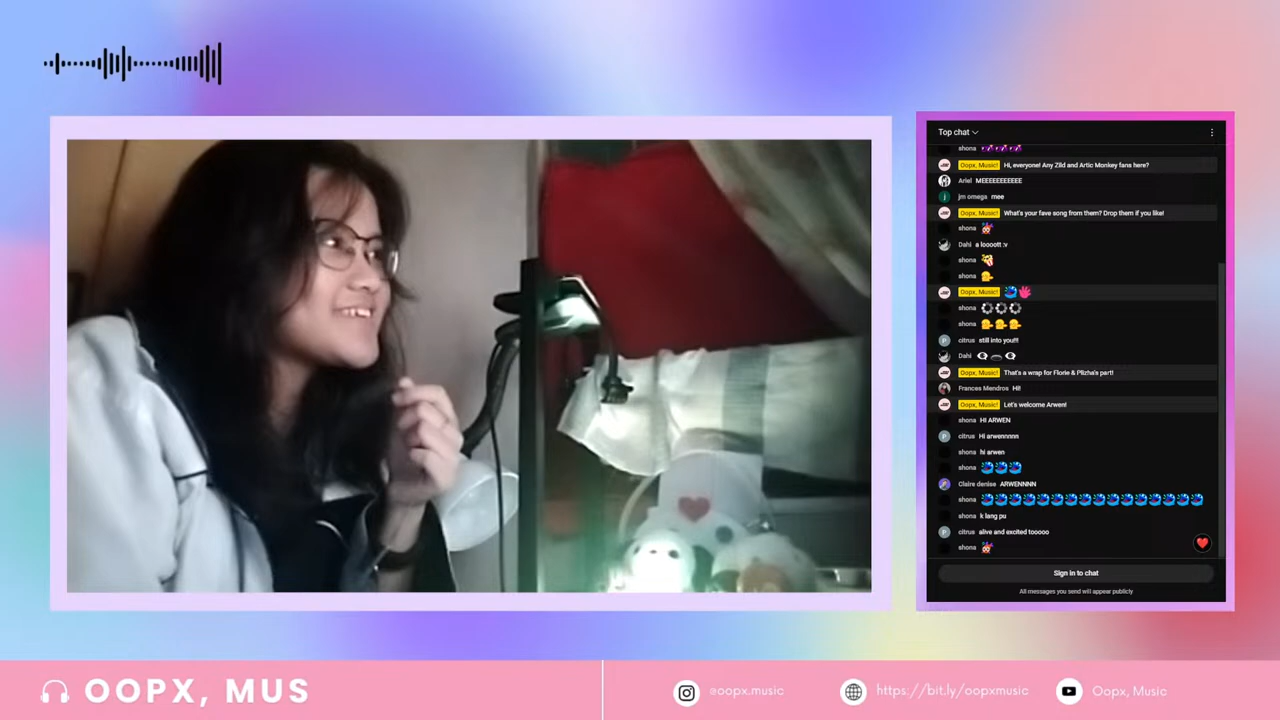 Top chat
shona
Oopx, Music! Hi, everyone! Any Zild and Artic Monkey fans here?
Ariel MEEEEEEEEEEE
jm omega mee
Oopx, Music! What's your fave song from them? Drop them if you like!
shona
Dahl a loooott :v
shona
shona
Oopx, Music!
shona
shona
citrus still into you!!!
Dahl
Oopx, Music! That's a wrap for Florie & Plizha's part!
Frances Mendros Hi!
Oopx, Music! Let's welcome Arwen!
shona HI ARWEN
citrus Hi arwennnnn
shona hi arwen
shona
Claire denise ARWENNNN
shona
shona k lang pu
citrus alive and excited tooooo
shona
Sign in to chat
All messages you send will appear publicly
OOPX, MUS
@oopx.music
https://bit.ly/oopxmusic
Oopx, Music